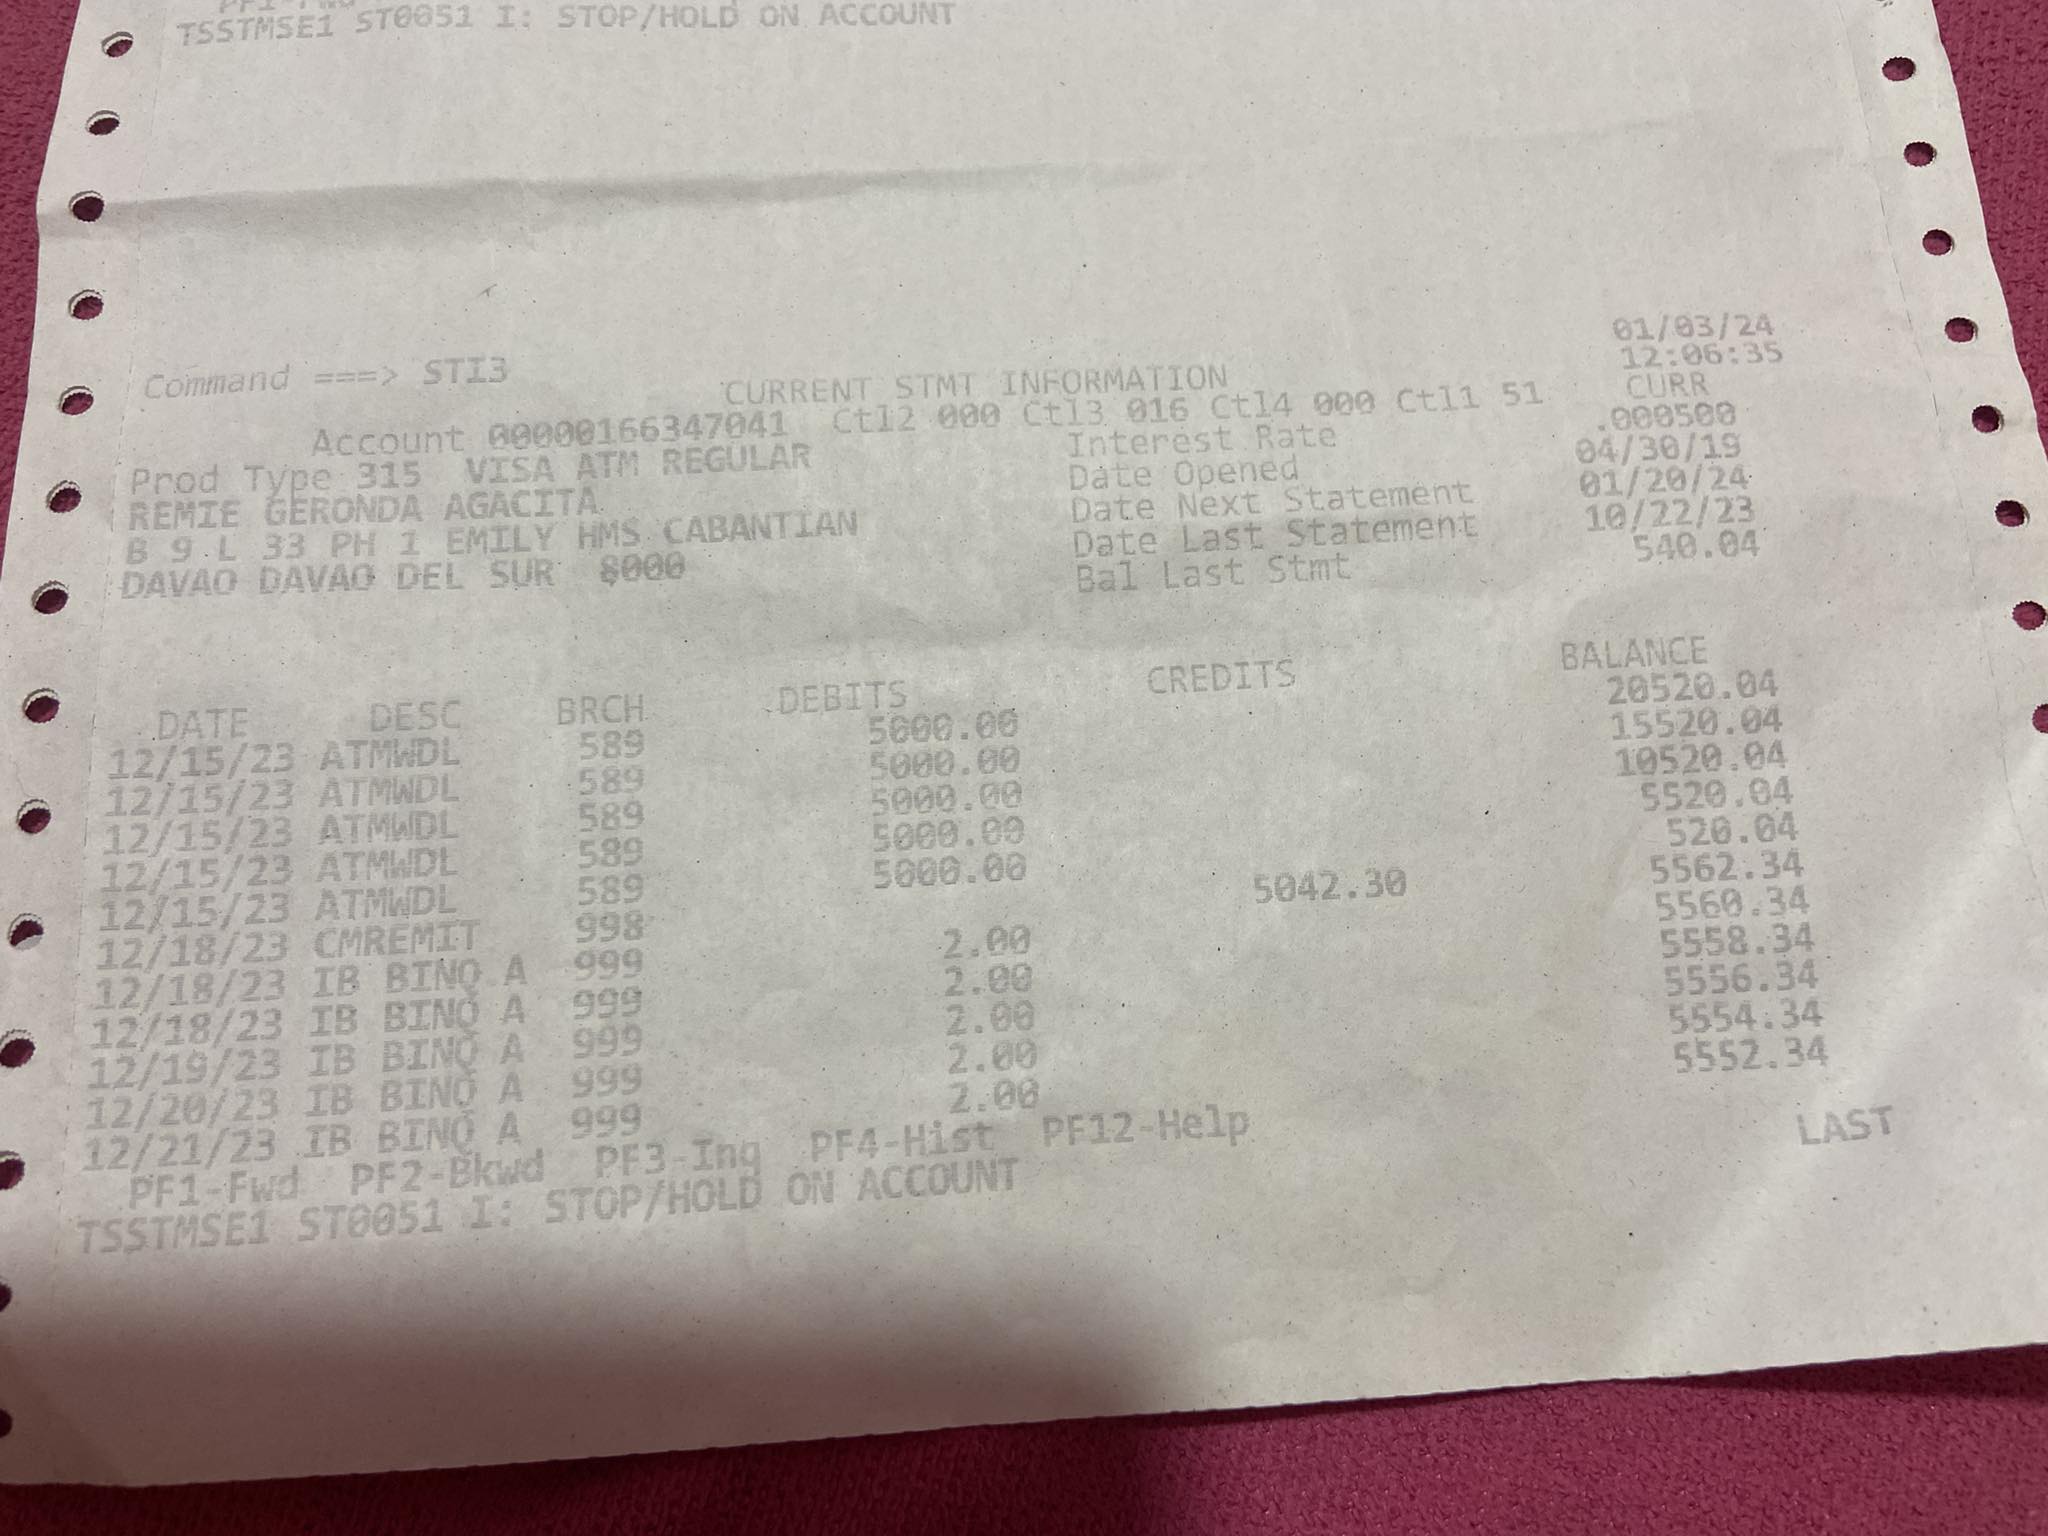 TSSTMSE1 ST0051 I: STOP/HOLD ON ACCOUNT
01/03/24
Command ===> STI3 12:06:35
CURRENT STMT INFORMATION CURR
Account 00000166347041 Ctl2 000 Ctl3 016 Ctl4 000 Ctl1 51
Prod Type 315 VISA ATM REGULAR Interest Rate .000500
REMIE GERONDA AGACITA Date Opened 04/30/19
B 9 L 33 PH 1 EMILY HMS CABANTIAN Date Next Statement 01/20/24
DAVAO DAVAO DEL SUR 8000 Date Last Statement 10/22/23
Bal Last Stmt 540.04
DATE DESC BRCH DEBITS CREDITS BALANCE
12/15/23 ATMWDL 589 5000.00 20520.04
12/15/23 ATMWDL 589 5000.00 15520.04
12/15/23 ATMWDL 589 5000.00 10520.04
12/15/23 ATMWDL 589 5000.00 5520.04
12/15/23 ATMWDL 589 5000.00 520.04
12/18/23 CMREMIT 998 5042.30 5562.34
12/18/23 IB BINQ A 999 2.00 5560.34
12/18/23 IB BINQ A 999 2.00 5558.34
12/19/23 IB BINQ A 999 2.00 5556.34
12/20/23 IB BINQ A 999 2.00 5554.34
12/21/23 IB BINQ A 999 2.00 5552.34
PF1-Fwd PF2-Bkwd PF3-Inq PF4-Hist PF12-Help LAST
TSSTMSE1 ST0051 I: STOP/HOLD ON ACCOUNT